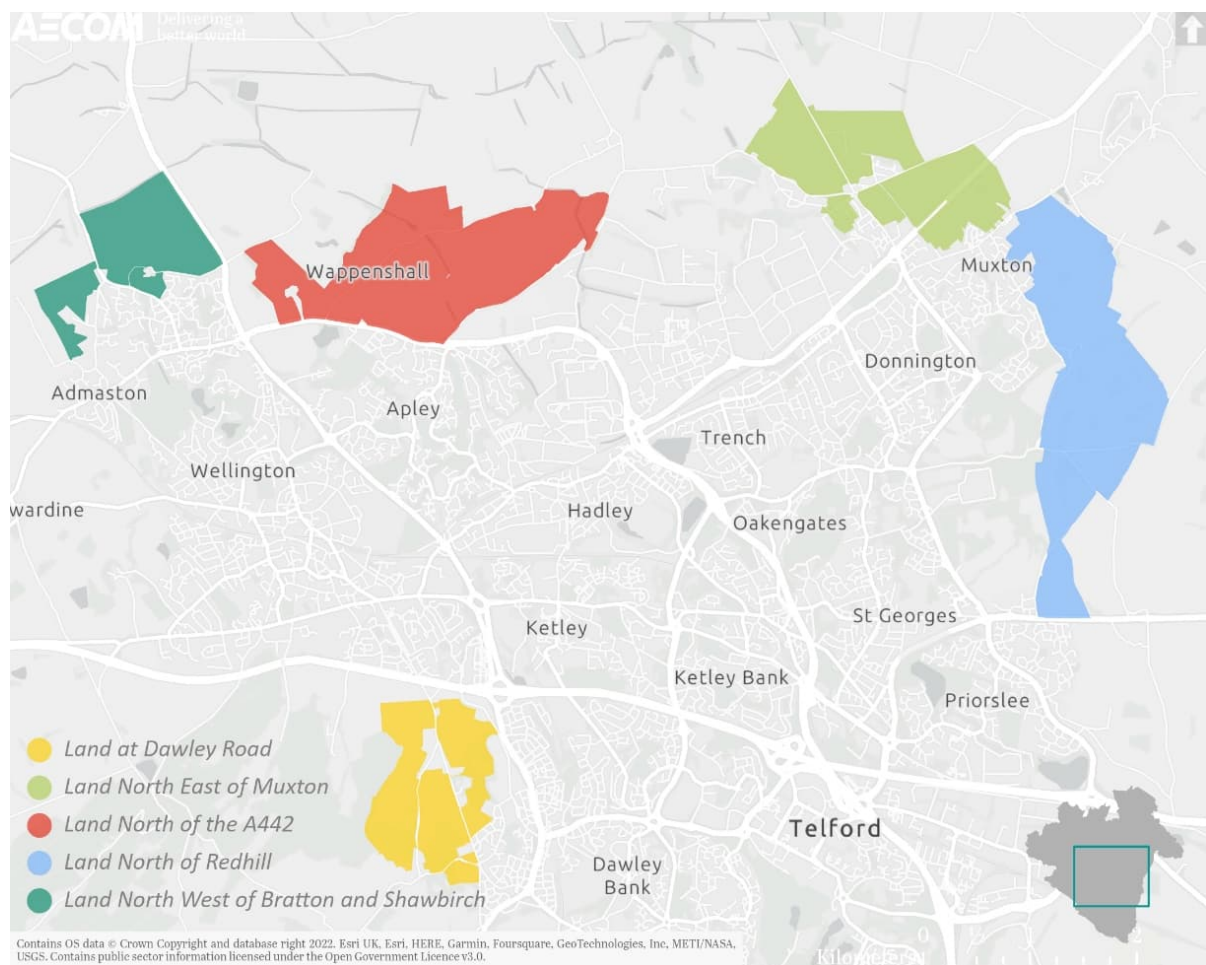 AECOM
Delivering a
better world
Wappenshall
Muxton
Donnington
Admaston
Apley
Trench
Wellington
wardine
Hadley
Oakengates
Ketley
St Georges
Ketley Bank
Priorslee
Land at Dawley Road
Land North East of Muxton
Land North of the A442
Telford
Land North of Redhill
Dawley
Bank
Land North West of Bratton and Shawbirch
Contains OS data © Crown Copyright and database right 2022. Esri UK, Esri, HERE, Garmin, Foursquare, GeoTechnologies, Inc, METI/NASA,
USGS. Contains public sector information licensed under the Open Government Licence v3.0.
0
2